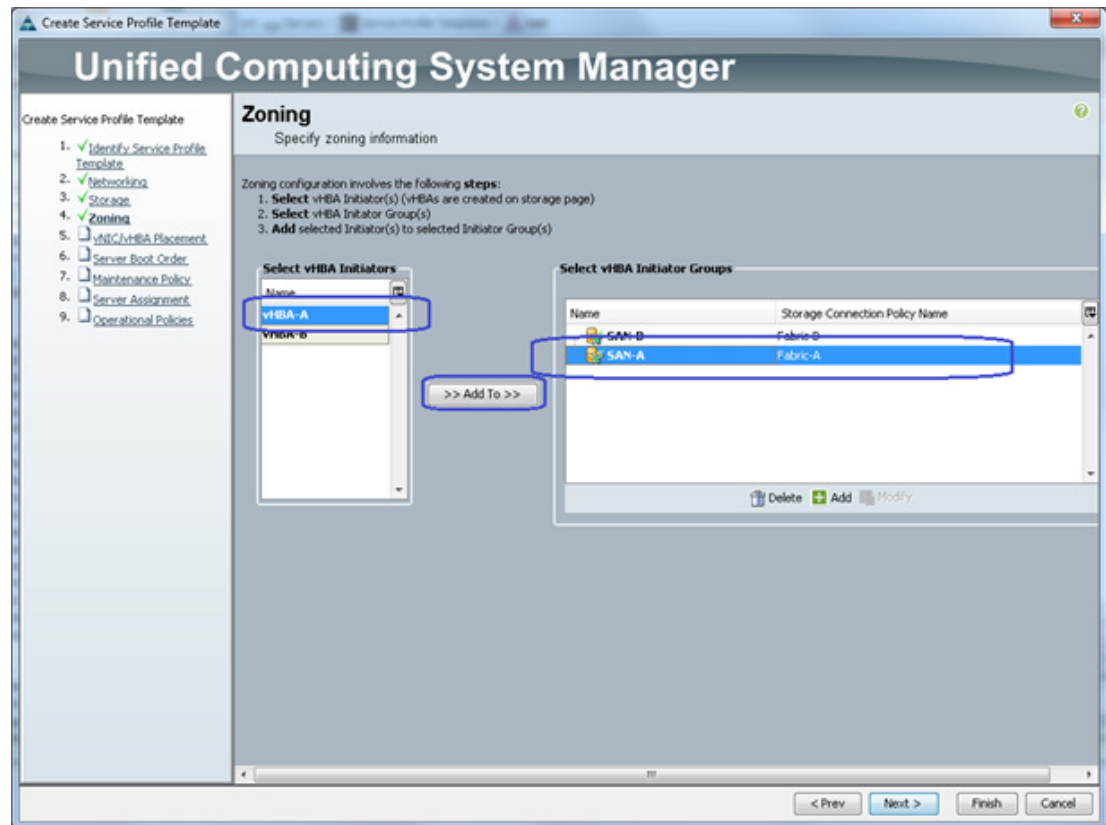 Create Service Profile Template
Unified Computing System Manager
Create Service Profile Template
1. Identify Service Profile
Template
2. Networking
3. Storage
4. Zoning
5. vNIC/vHBA Placement
6. Server Boot Order
7. Maintenance Policy
8. Server Assignment
9. Operational Policies
Zoning
Specify zoning information
Zoning configuration involves the following steps:
1. Select vHBA Initiator(s) (vHBAs are created on storage page)
2. Select vHBA Initator Group(s)
3. Add selected Initiator(s) to selected Initiator Group(s)
Select vHBA Initiators
Name
vHBA-A
vHBA-B
>> Add To >>
Select vHBA Initiator Groups
Name Storage Connection Policy Name
SAN-B Fabric-B
SAN-A Fabric-A
Delete Add Modify
< Prev Next > Finish Cancel